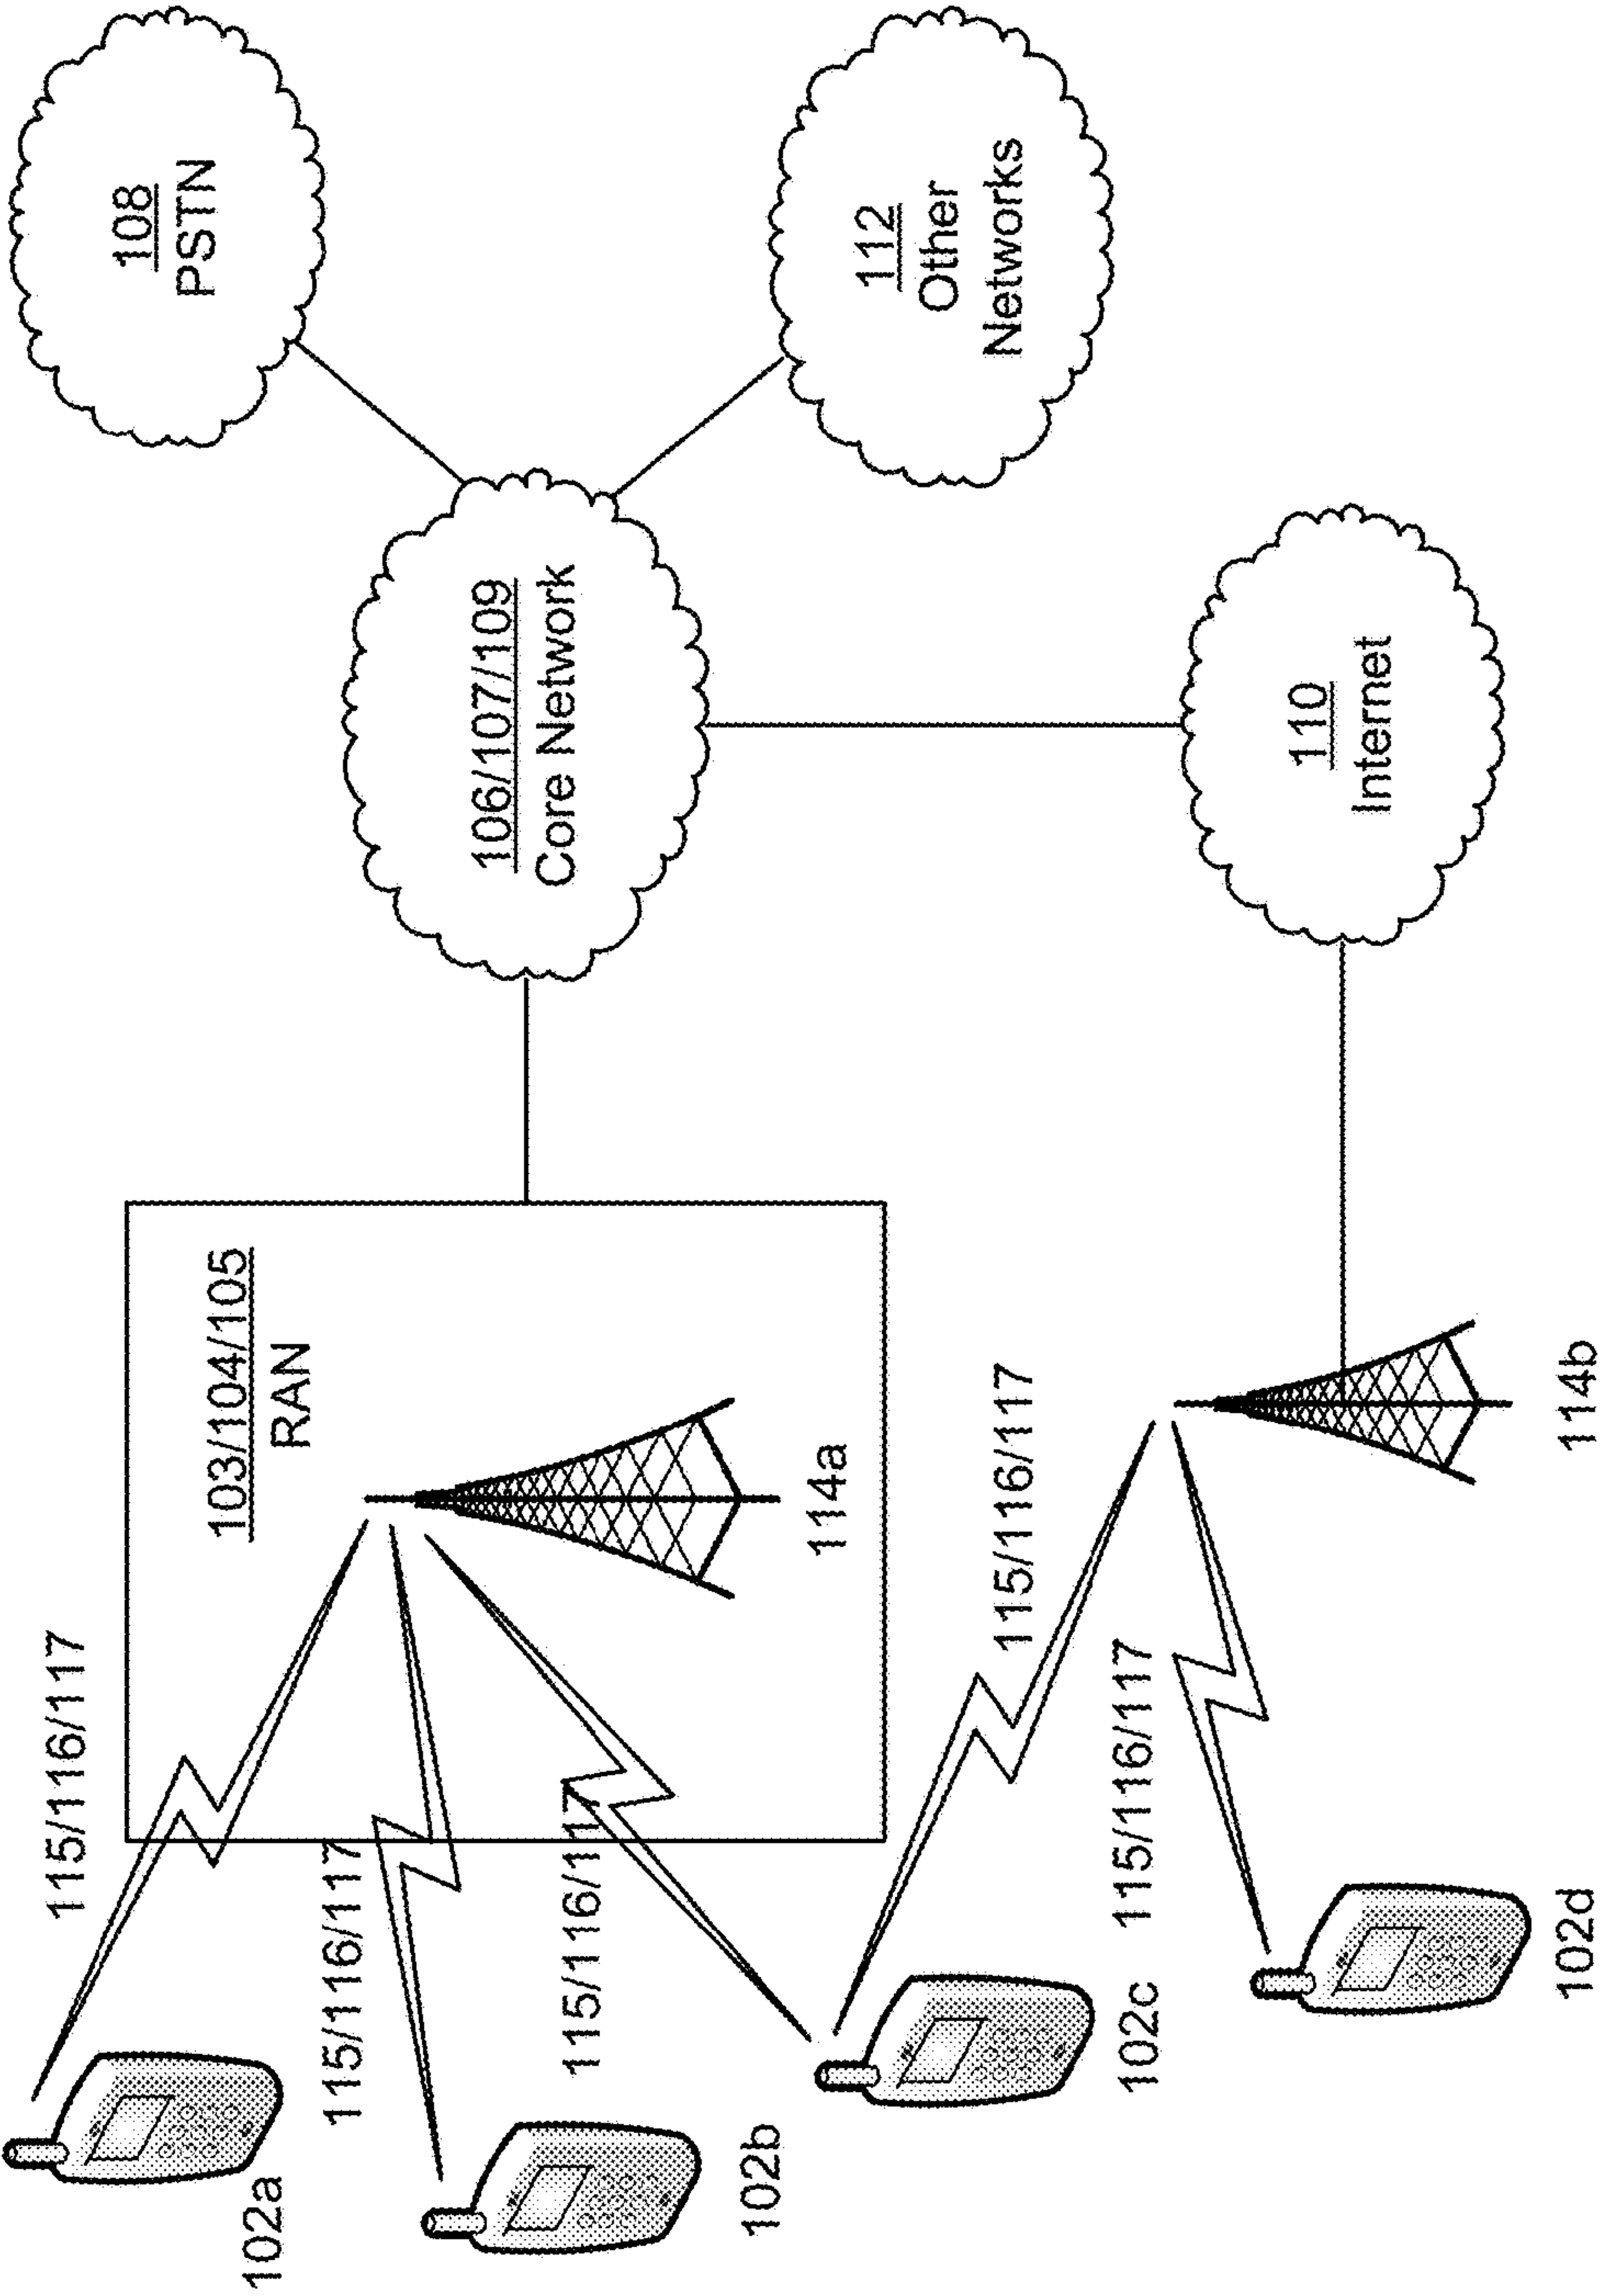 108
PSTN
106/107/109
Core Network
112
Other
Networks
103/104/105
RAN
115/116/117
102a
115/116/117
102b
115/116/117
114a
110
Internet
102c
115/116/117
115/116/117
114b
102d